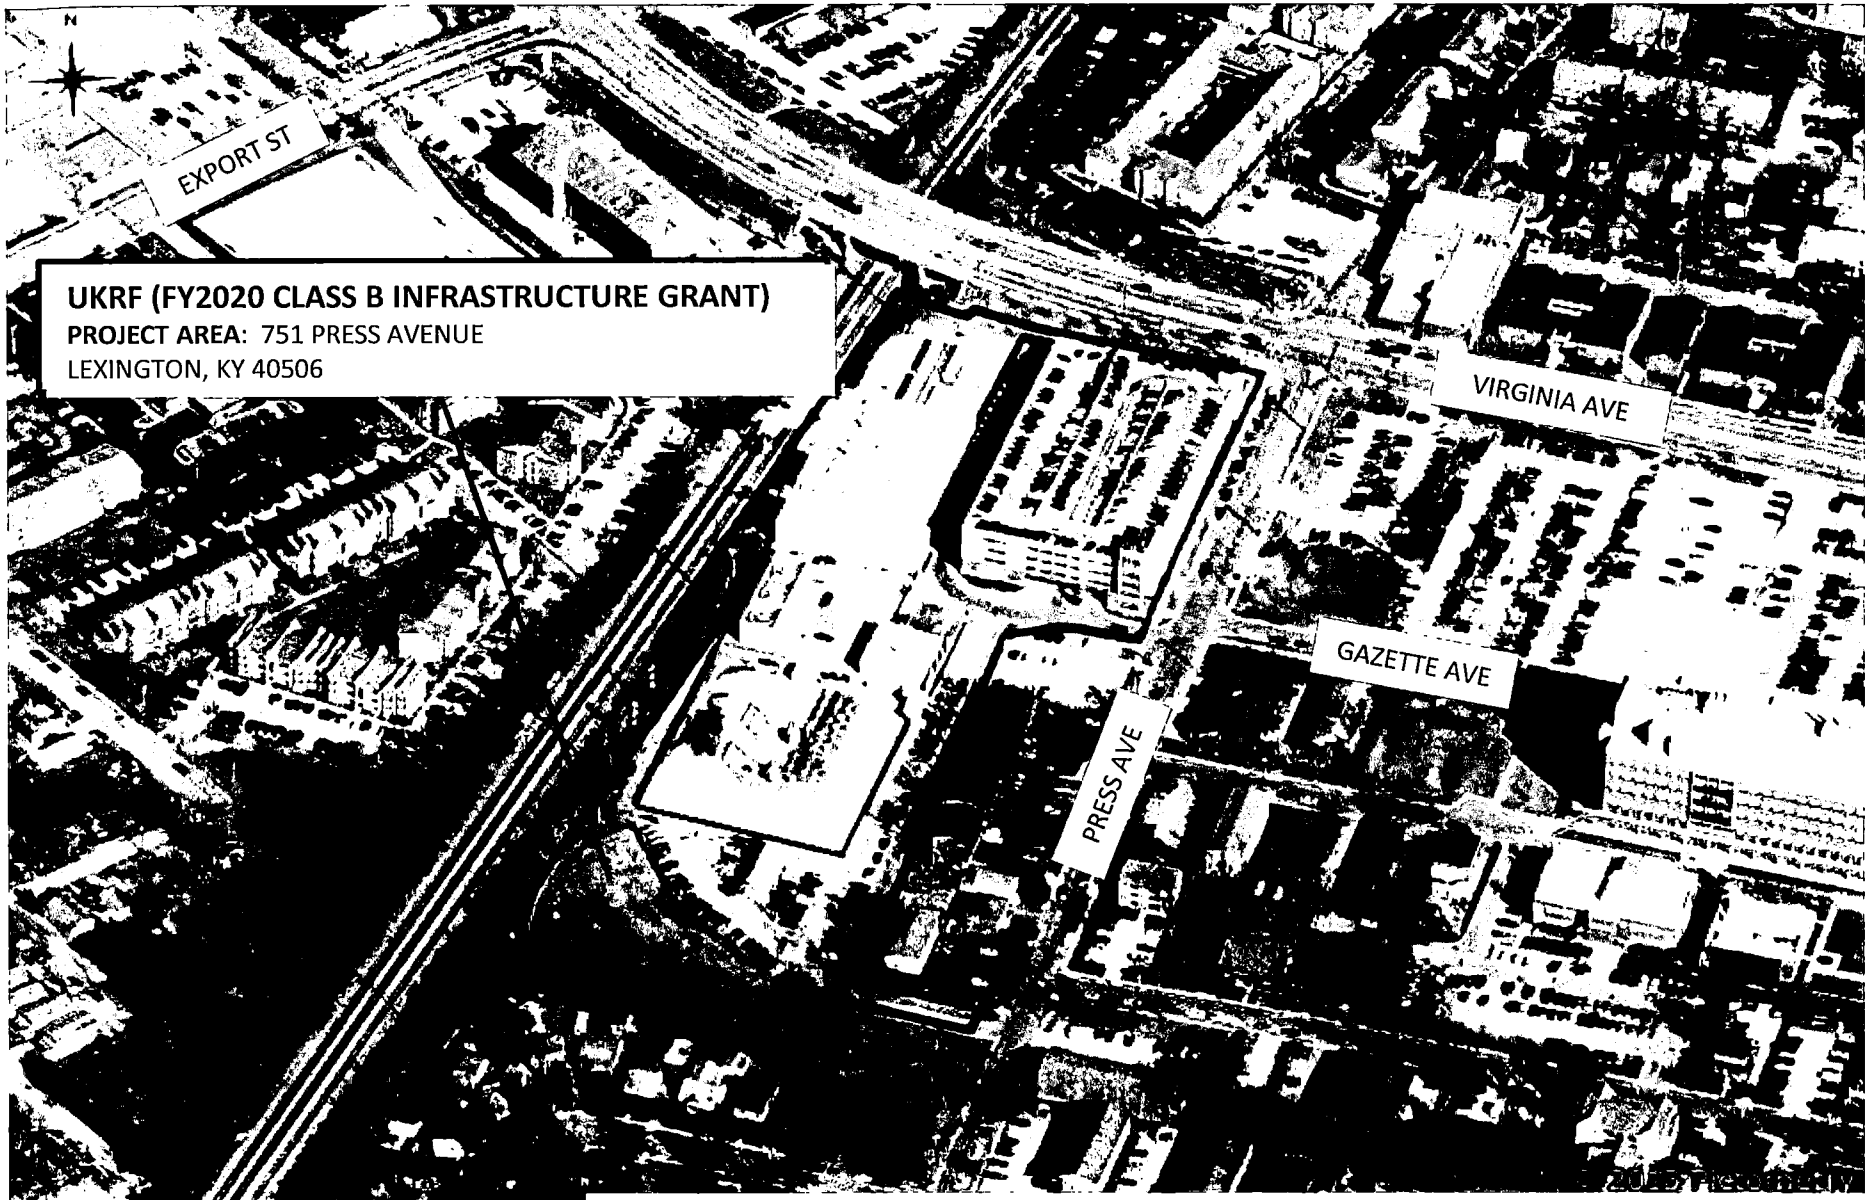 N
EXPORT ST
UKRF (FY2020 CLASS B INFRASTRUCTURE GRANT)
PROJECT AREA: 751 PRESS AVENUE
LEXINGTON, KY 40506
VIRGINIA AVE
GAZETTE AVE
PRESS AVE